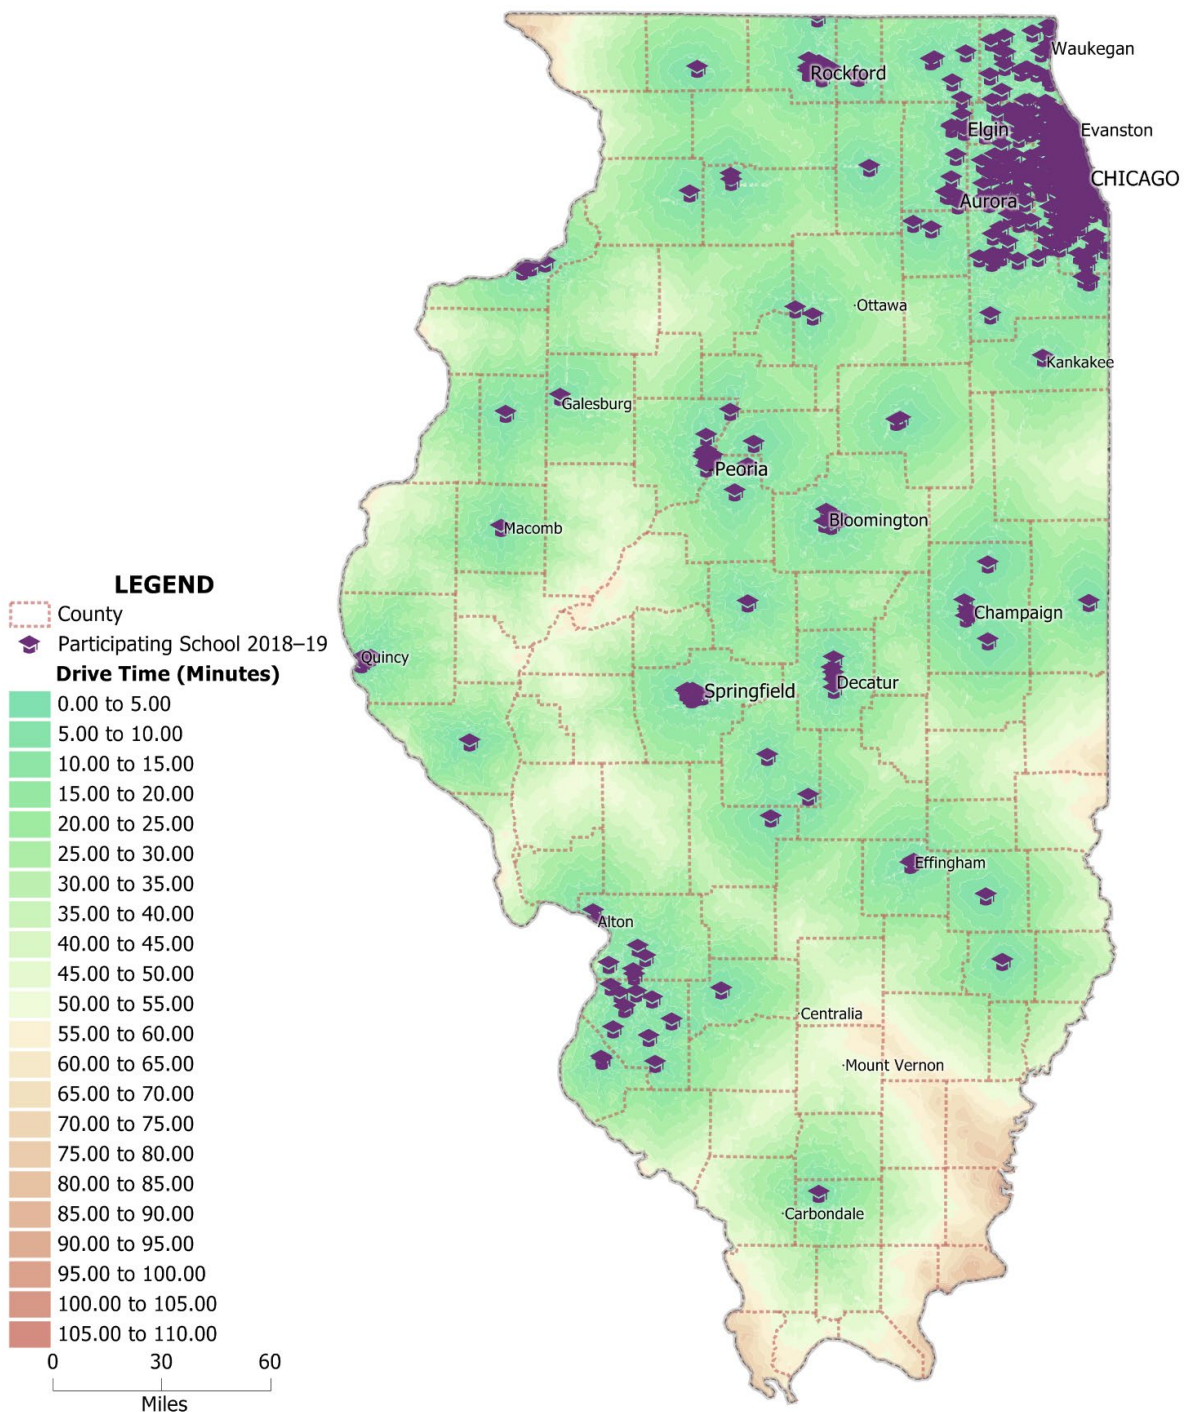 Waukegan
Rockford
Elgin
Evanston
CHICAGO
Aurora
Ottawa
Kankakee
Galesburg
Peoria
Macomb
Bloomington
Champaign
Quincy
Springfield
Decatur
Effingham
Alton
Centralia
Mount Vernon
Carbondale
LEGEND
County
Participating School 2018–19
Drive Time (Minutes)
0.00 to 5.00
5.00 to 10.00
10.00 to 15.00
15.00 to 20.00
20.00 to 25.00
25.00 to 30.00
30.00 to 35.00
35.00 to 40.00
40.00 to 45.00
45.00 to 50.00
50.00 to 55.00
55.00 to 60.00
60.00 to 65.00
65.00 to 70.00
70.00 to 75.00
75.00 to 80.00
80.00 to 85.00
85.00 to 90.00
90.00 to 95.00
95.00 to 100.00
100.00 to 105.00
105.00 to 110.00
0 30 60
Miles